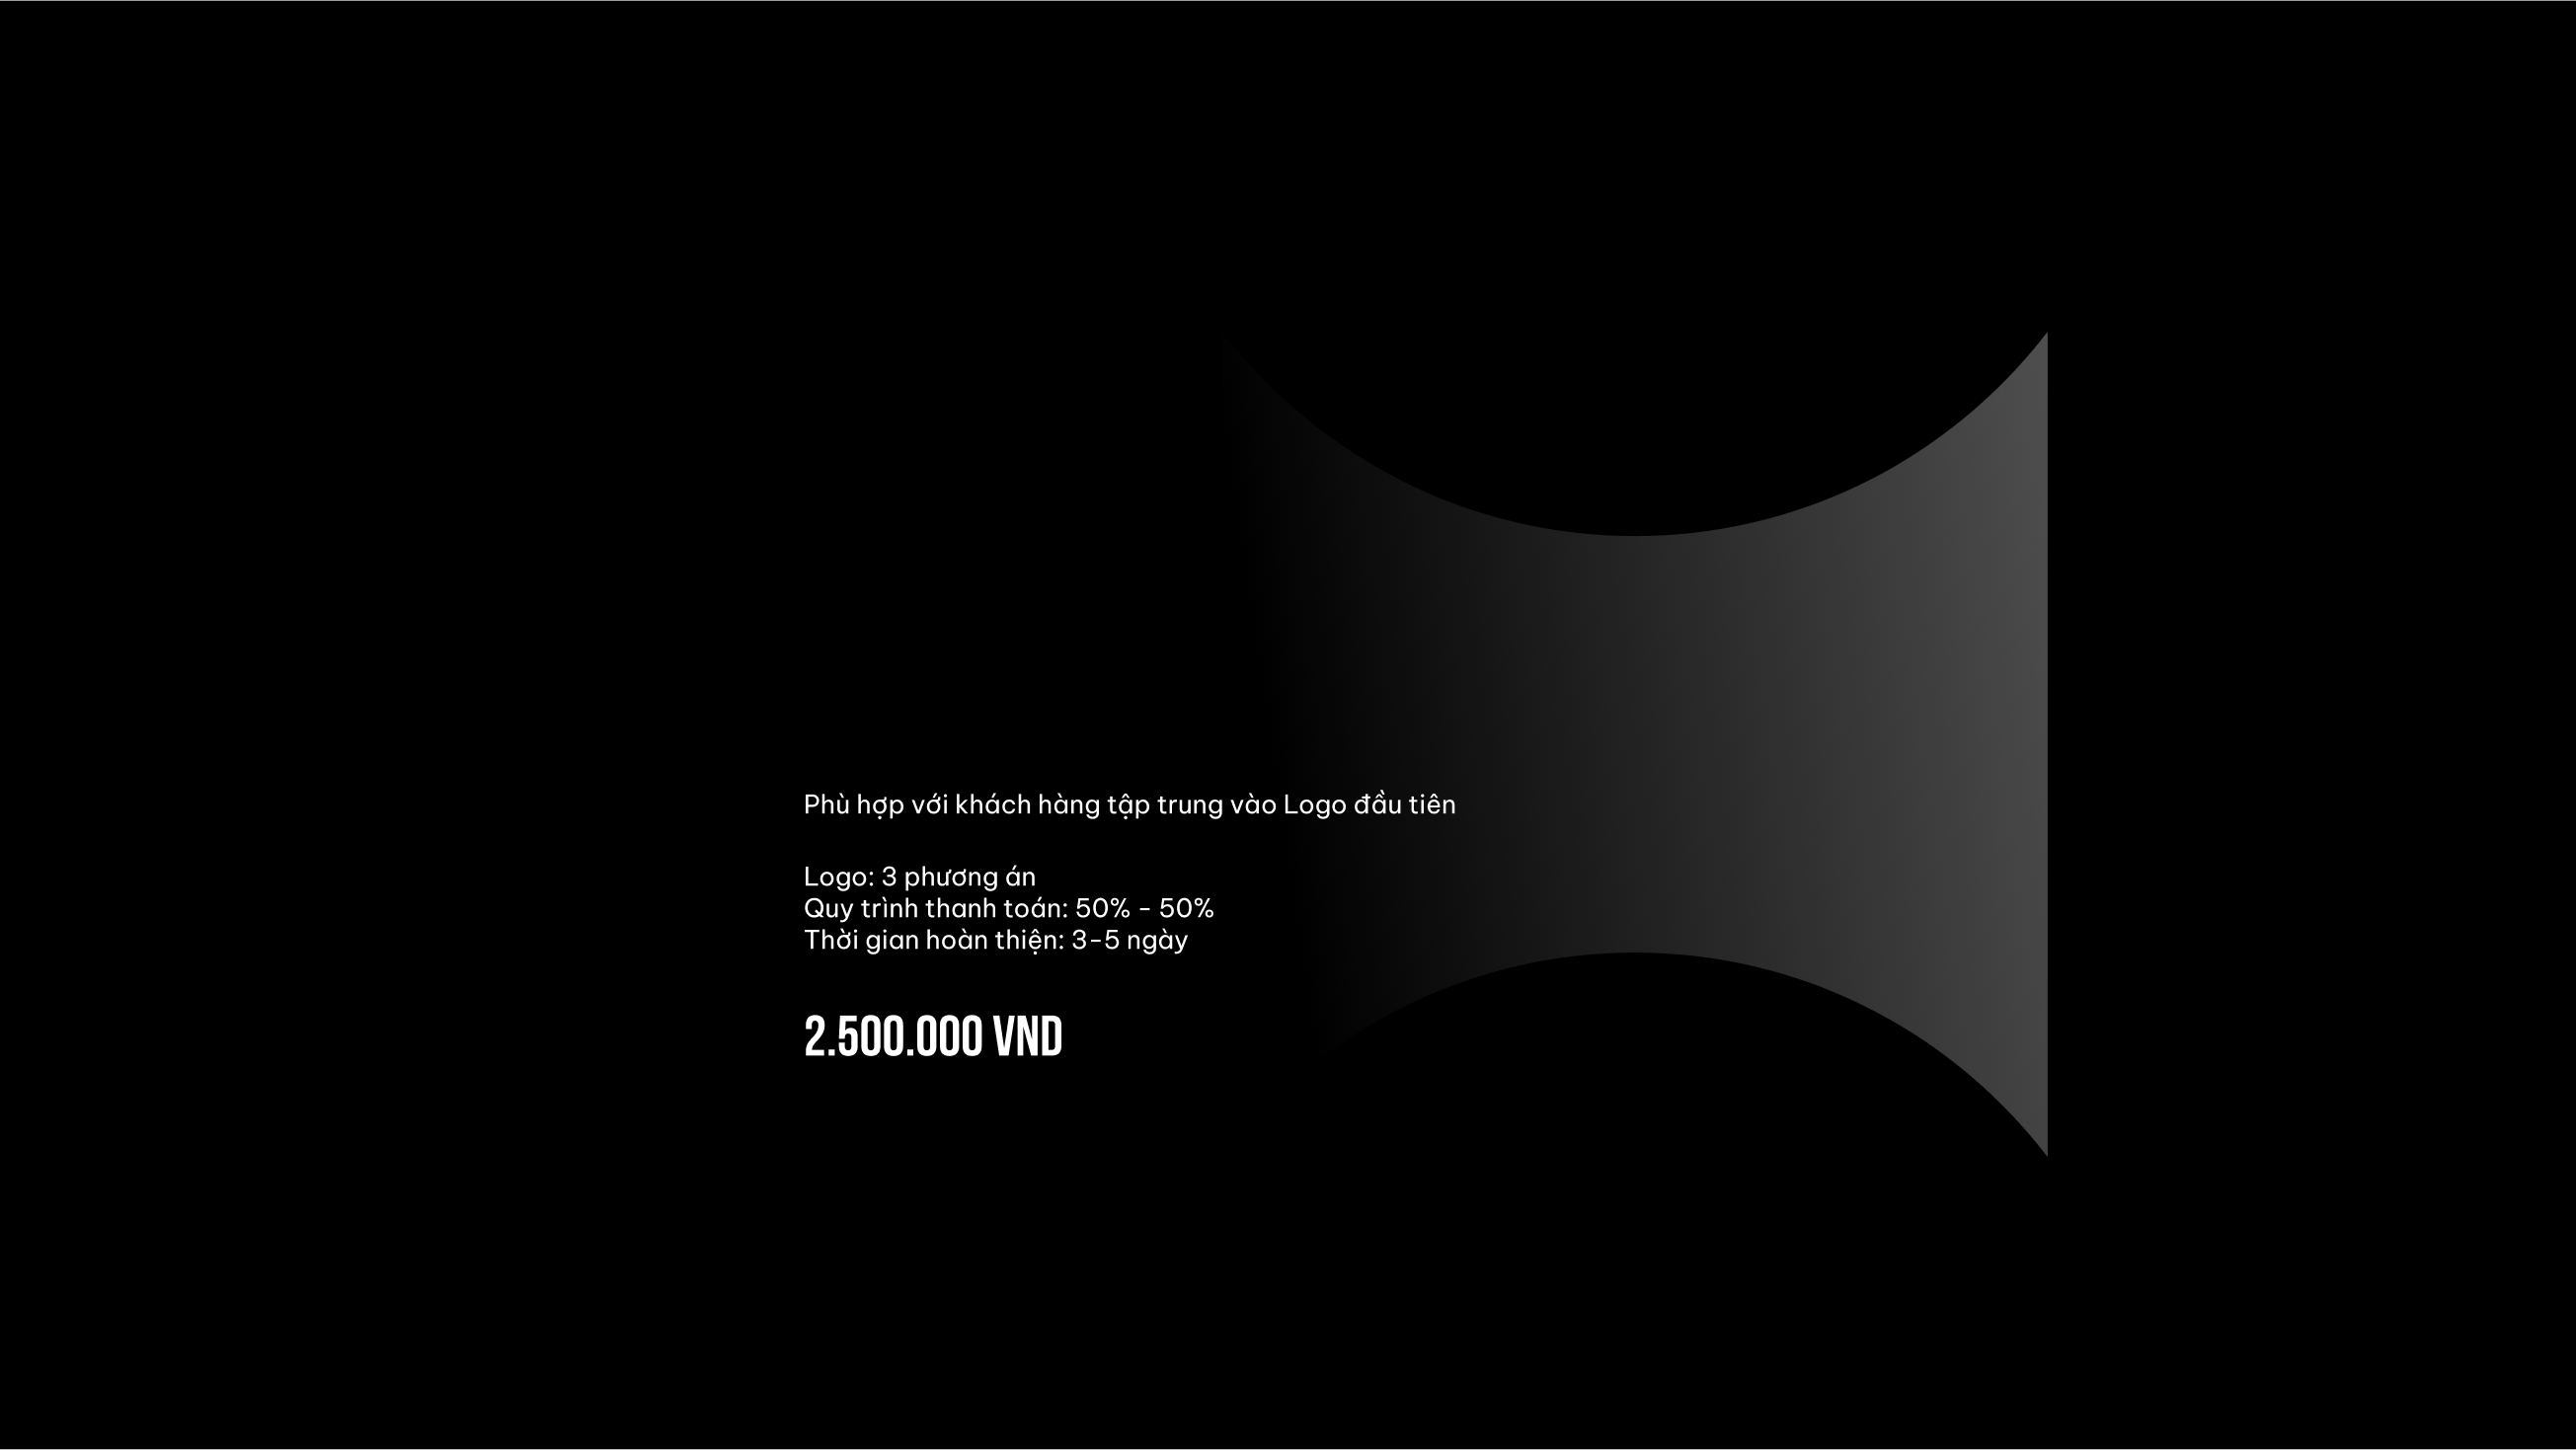 Phù hợp với khách hàng tập trung vào Logo đầu tiên
Logo: 3 phương án
Quy trình thanh toán: 50% - 50%
Thời gian hoàn thiện: 3-5 ngày
2.500.000 VND